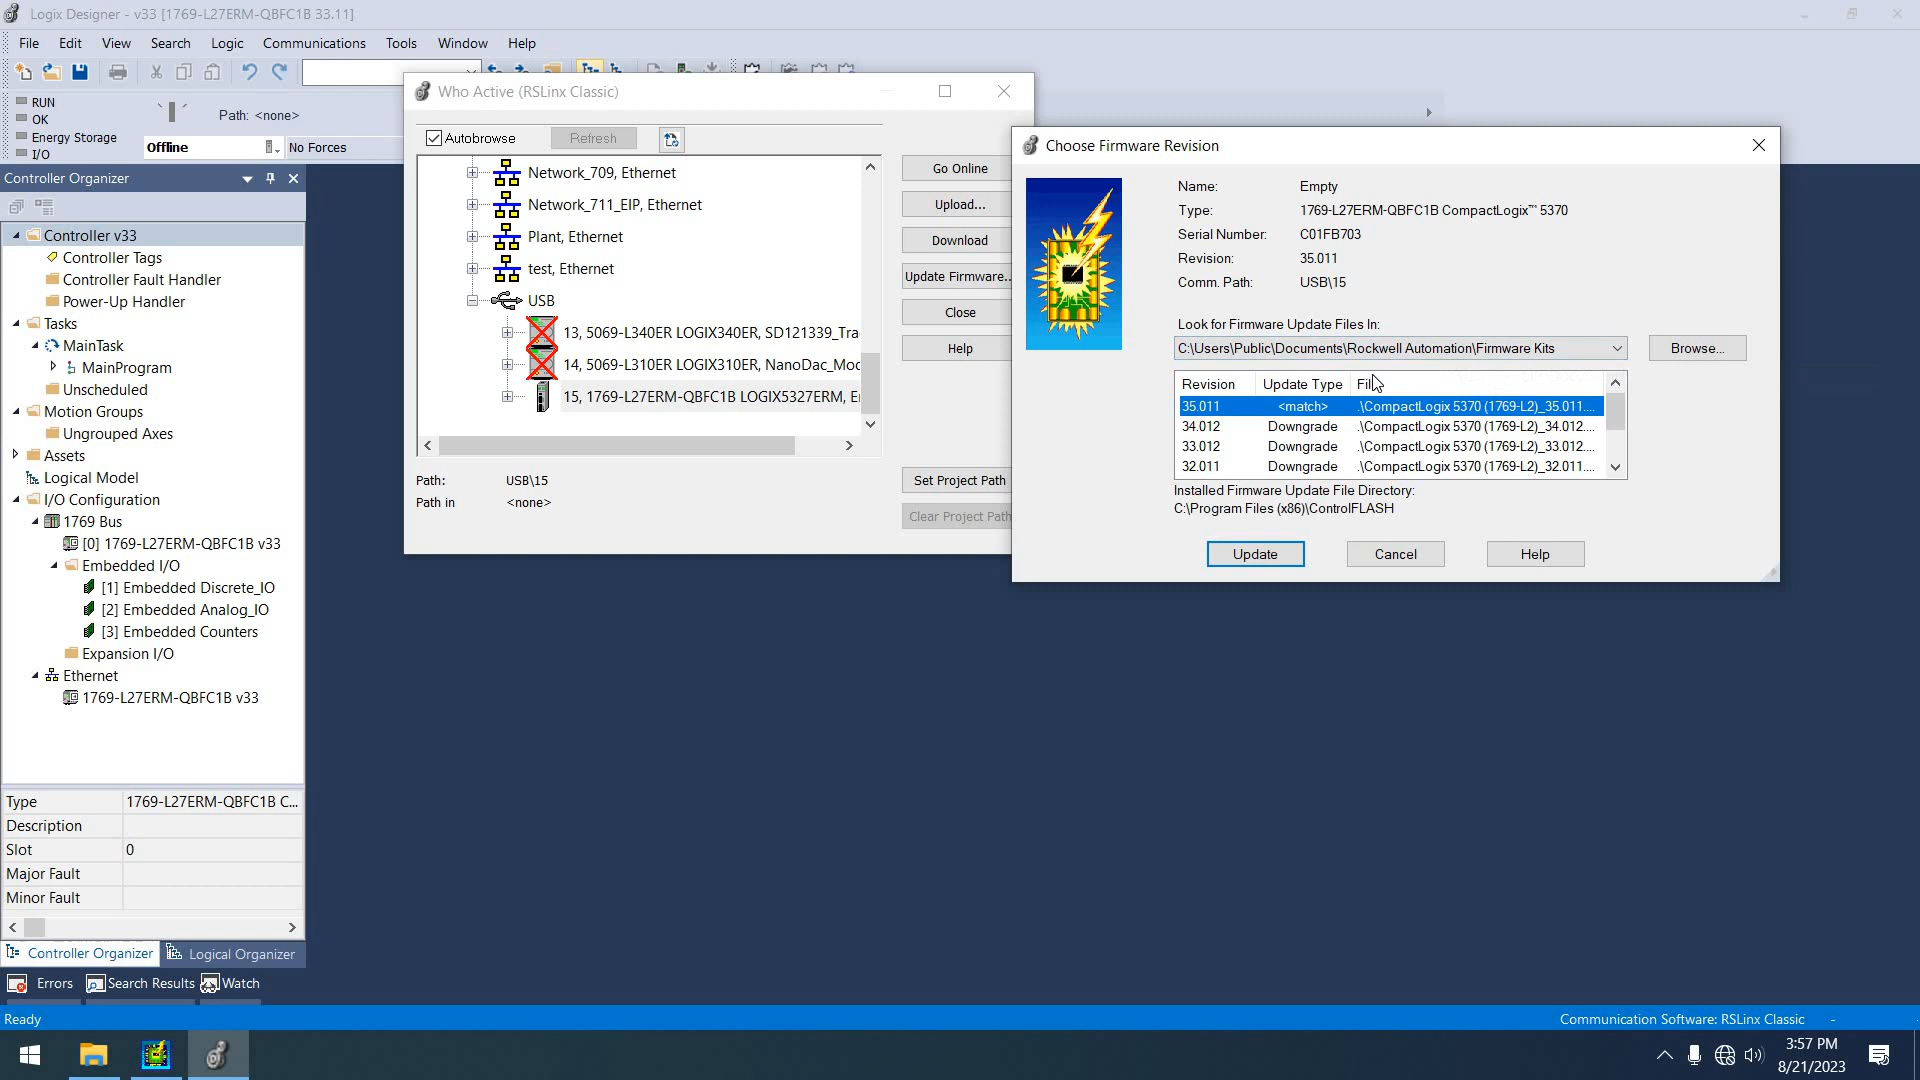 Logix Designer - v33 [1769-L27ERM-QBFC1B 33.11]
File Edit View Search Logic Communications Tools Window Help
RUN
OK
Energy Storage
I/O
Path: <none>
Offline
No Forces
Controller Organizer
Controller v33
Controller Tags
Controller Fault Handler
Power-Up Handler
Tasks
MainTask
MainProgram
Unscheduled
Motion Groups
Ungrouped Axes
Assets
Logical Model
I/O Configuration
1769 Bus
[0] 1769-L27ERM-QBFC1B v33
Embedded I/O
[1] Embedded Discrete_IO
[2] Embedded Analog_IO
[3] Embedded Counters
Expansion I/O
Ethernet
1769-L27ERM-QBFC1B v33
Type 1769-L27ERM-QBFC1B C...
Description
Slot 0
Major Fault
Minor Fault
Controller Organizer Logical Organizer
Errors Search Results Watch
Ready
Who Active (RSLinx Classic)
Autobrowse Refresh
Network_709, Ethernet
Network_711_EIP, Ethernet
Plant, Ethernet
test, Ethernet
USB
13, 5069-L340ER LOGIX340ER, SD121339_Tra
14, 5069-L310ER LOGIX310ER, NanoDac_Moc
15, 1769-L27ERM-QBFC1B LOGIX5327ERM, E
Go Online
Upload...
Download
Update Firmware..
Close
Help
Set Project Path
Clear Project Path
Path: USB\15
Path in <none>
Choose Firmware Revision
Name: Empty
Type: 1769-L27ERM-QBFC1B CompactLogix™ 5370
Serial Number: C01FB703
Revision: 35.011
Comm. Path: USB\15
Look for Firmware Update Files In:
C:\Users\Public\Documents\Rockwell Automation\Firmware Kits
Browse...
Revision Update Type Fil
35.011 <match> .\CompactLogix 5370 (1769-L2)_35.011....
34.012 Downgrade .\CompactLogix 5370 (1769-L2)_34.012....
33.012 Downgrade .\CompactLogix 5370 (1769-L2)_33.012....
32.011 Downgrade .\CompactLogix 5370 (1769-L2)_32.011....
Installed Firmware Update File Directory:
C:\Program Files (x86)\ControlFLASH
Update Cancel Help
Communication Software: RSLinx Classic -
3:57 PM
8/21/2023